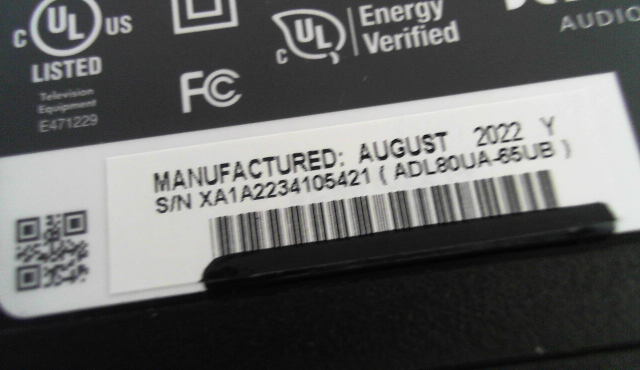 C UL US
LISTED
Television
Equipment
E471229
FC
C UL
Energy
Verified
AUDIO
MANUFACTURED: AUGUST 2022 Y
S/N XA1A2234105421 ( ADL80UA-65UB )